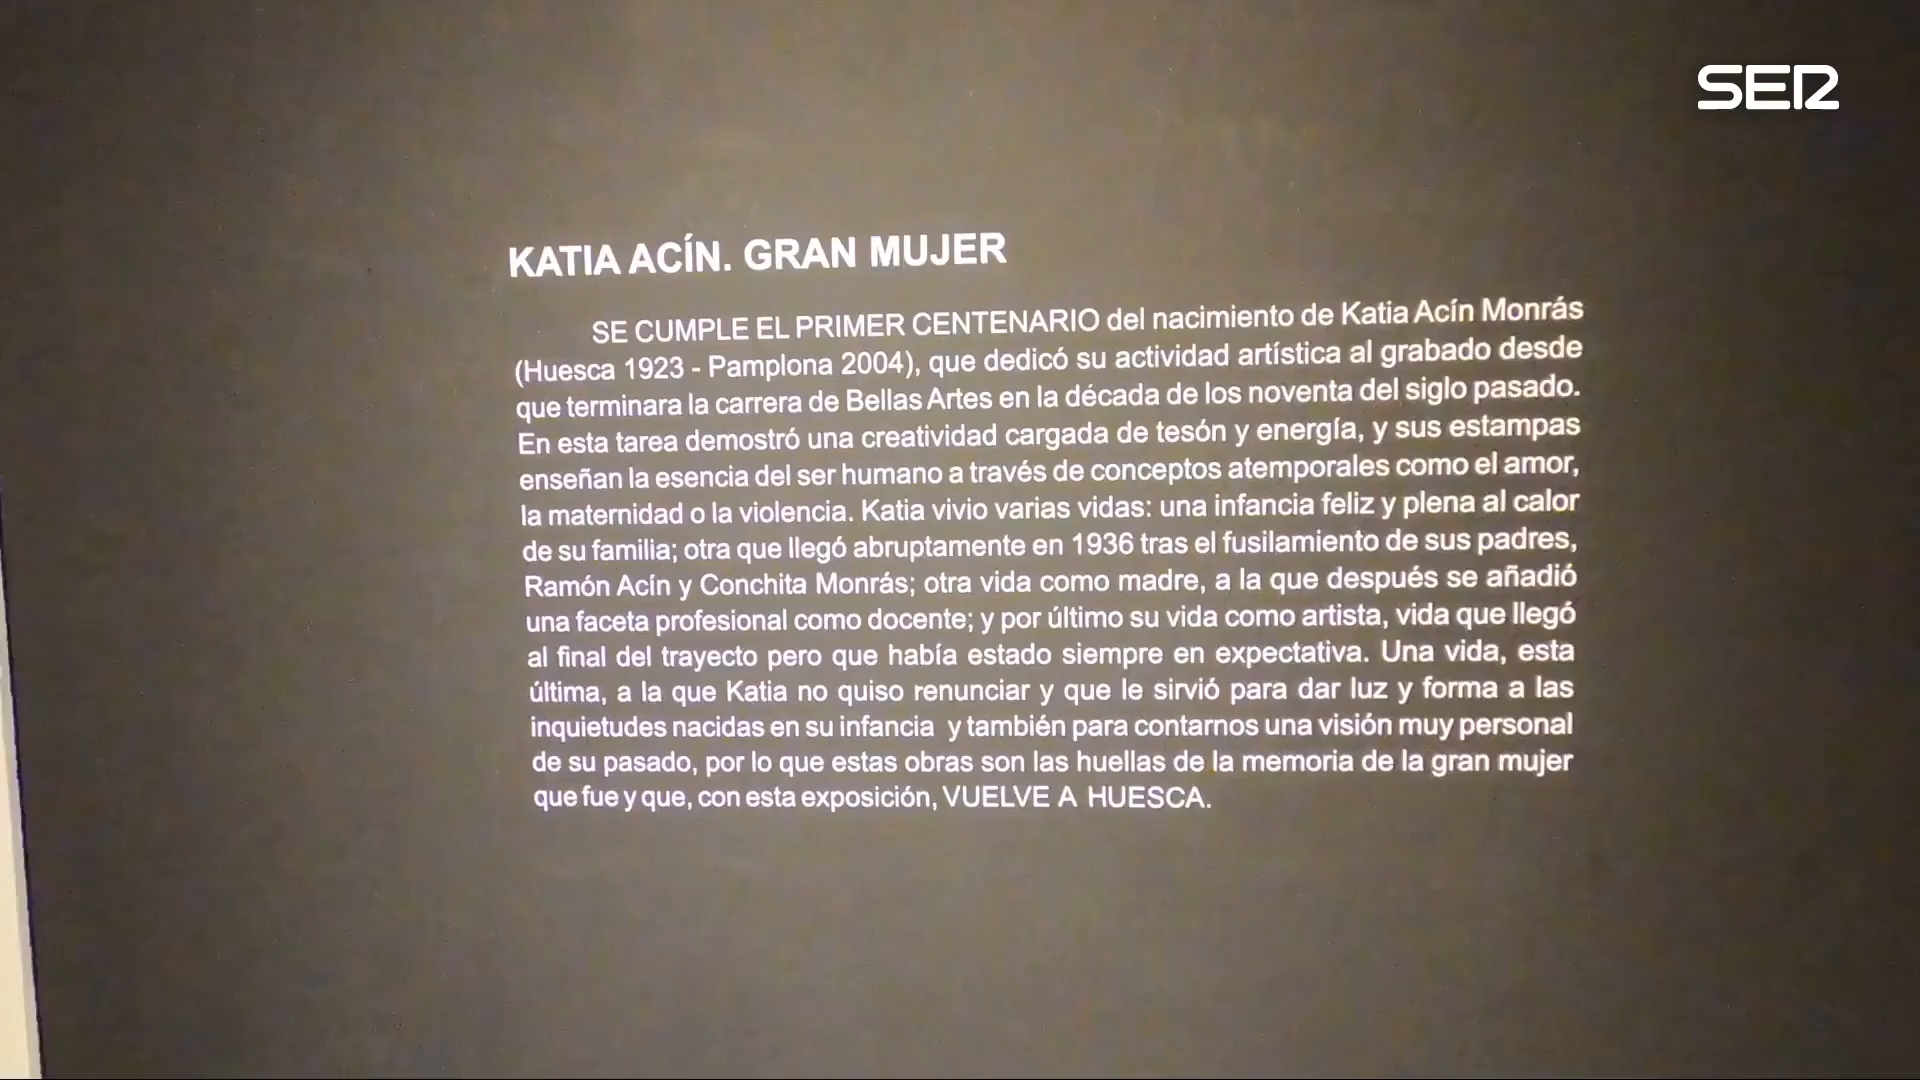 SER
KATIA ACÍN. GRAN MUJER
SE CUMPLE EL PRIMER CENTENARIO del nacimiento de Katia Acín Monrás
(Huesca 1923 - Pamplona 2004), que dedicó su actividad artística al grabado desde
que terminara la carrera de Bellas Artes en la década de los noventa del siglo pasado.
En esta tarea demostró una creatividad cargada de tesón y energía, y sus estampas
enseñan la esencia del ser humano a través de conceptos atemporales como el amor,
la maternidad o la violencia. Katia vivio varias vidas: una infancia feliz y plena al calor
de su familia; otra que llegó abruptamente en 1936 tras el fusilamiento de sus padres,
Ramón Acín y Conchita Monrás; otra vida como madre, a la que después se añadió
una faceta profesional como docente; y por último su vida como artista, vida que llegó
al final del trayecto pero que había estado siempre en expectativa. Una vida, esta
última, a la que Katia no quiso renunciar y que le sirvió para dar luz y forma a las
inquietudes nacidas en su infancia y también para contarnos una visión muy personal
de su pasado, por lo que estas obras son las huellas de la memoria de la gran mujer
que fue y que, con esta exposición, VUELVE A HUESCA.